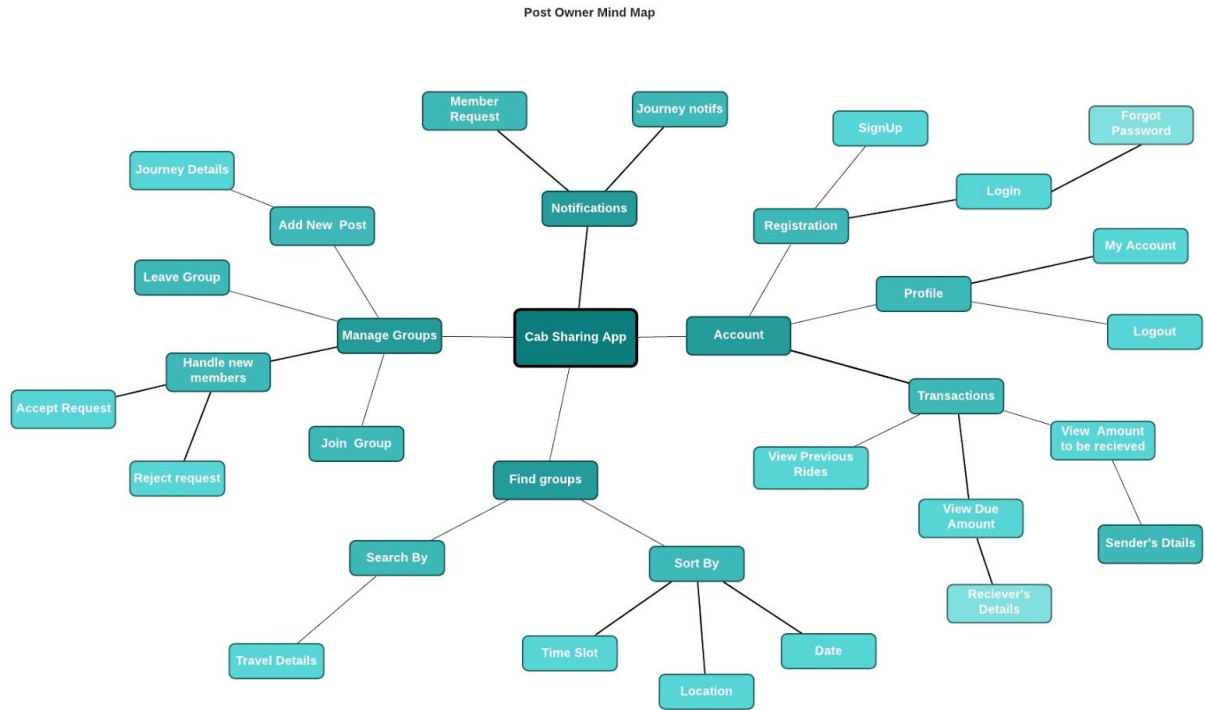 Post Owner Mind Map
Member
Request
Journey notifs
SignUp
Forgot
Password
Journey Details
Login
Notifications
Add New  Post
Registration
My Account
Leave Group
Profile
Manage Groups
Cab Sharing App
Account
Logout
Handle new
members
Accept Request
Transactions
Join  Group
View  Amount
to be recieved
View Previous
Rides
Reject request
Find groups
View Due
Amount
Sender's Dtails
Search By
Sort By
Reciever's
Details
Travel Details
Time Slot
Date
Location